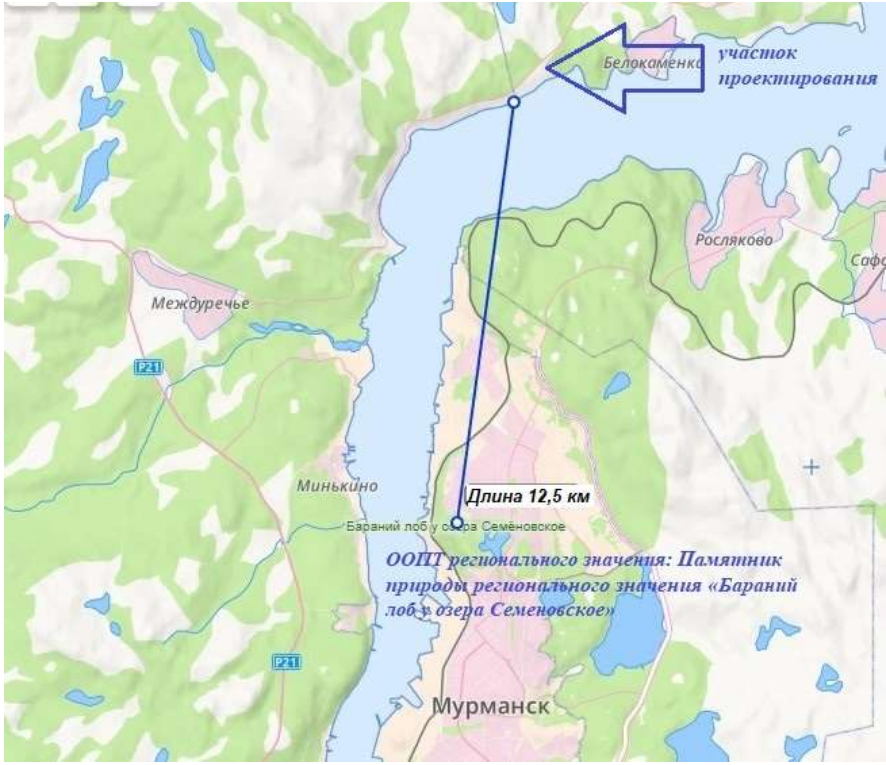 Белокаменка
участок
проектирования
Росляково
Сафо
Междуречье
Р21
Минькино
Длина 12,5 км
Бараний лоб у озера Семёновское
ООПТ регионального значения: Памятник
природы регионального значения «Бараний
лоб у озера Семеновское»
Р21
Мурманск